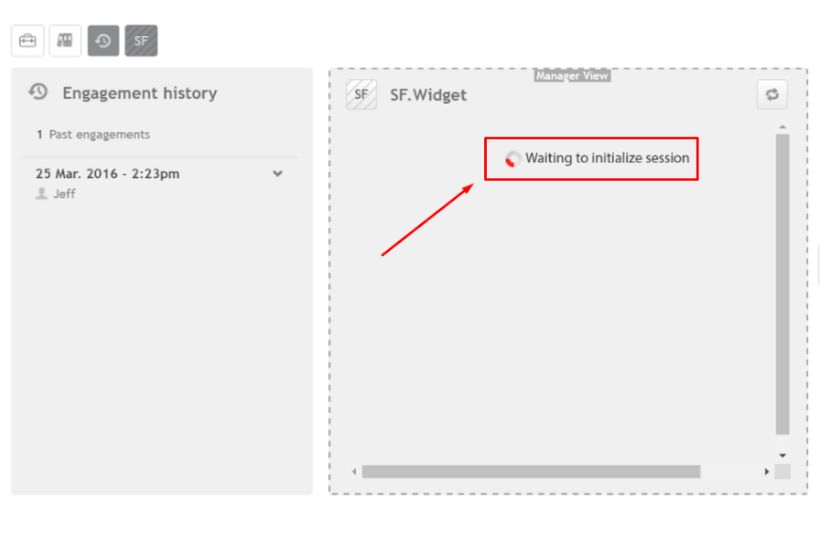 SF
Engagement history
1 Past engagements
25 Mar. 2016 - 2:23pm
Jeff
Manager View
SF SF.Widget
Waiting to initialize session